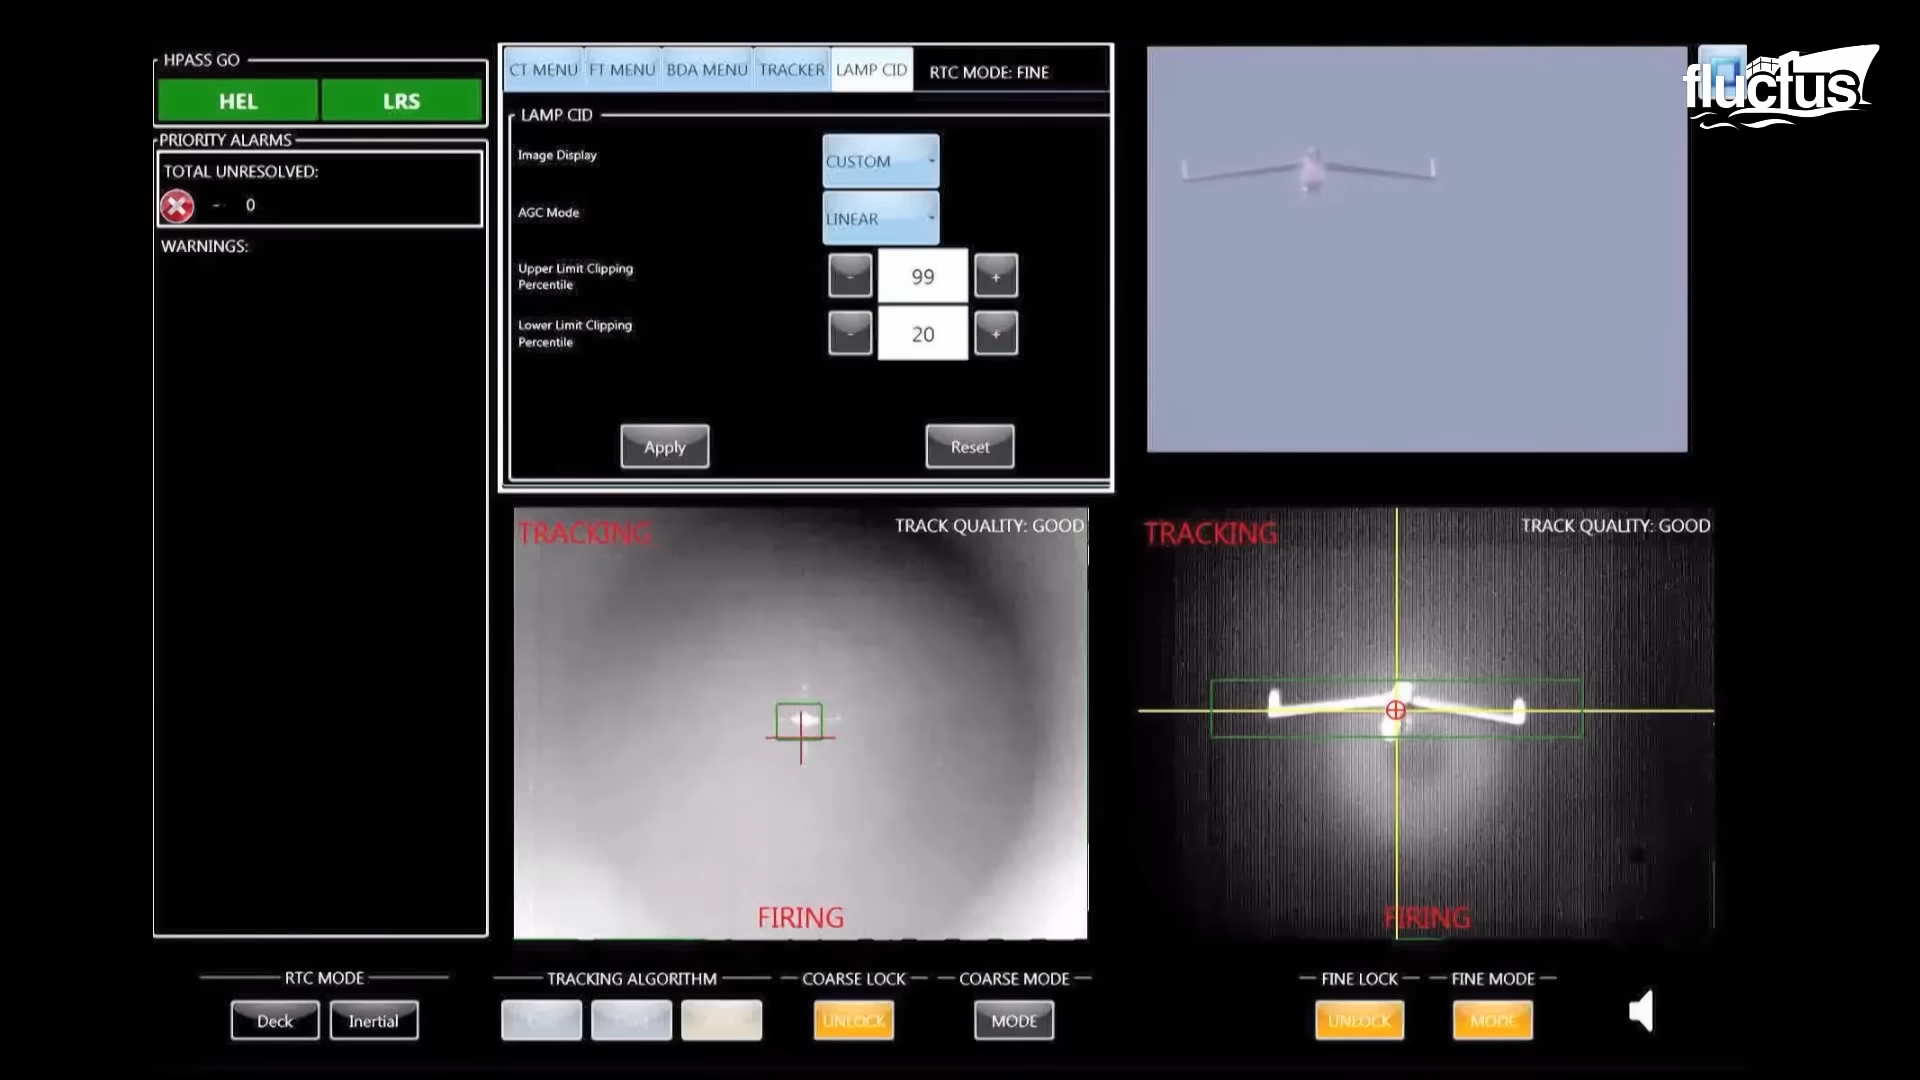 HPASS GO
HEL
LRS
PRIORITY ALARMS
TOTAL UNRESOLVED:
- 0
WARNINGS:
CT MENU
FT MENU
BDA MENU
TRACKER
LAMP CID
RTC MODE: FINE
LAMP CID
Image Display
CUSTOM
AGC Mode
LINEAR
Upper Limit Clipping
Percentile
-
99
+
Lower Limit Clipping
Percentile
-
20
+
Apply
Reset
fluctus
TRACKING
TRACK QUALITY: GOOD
FIRING
TRACKING
TRACK QUALITY: GOOD
FIRING
RTC MODE
Deck
Inertial
TRACKING ALGORITHM
COARSE LOCK
UNLOCK
COARSE MODE
MODE
FINE LOCK
UNLOCK
FINE MODE
MODE